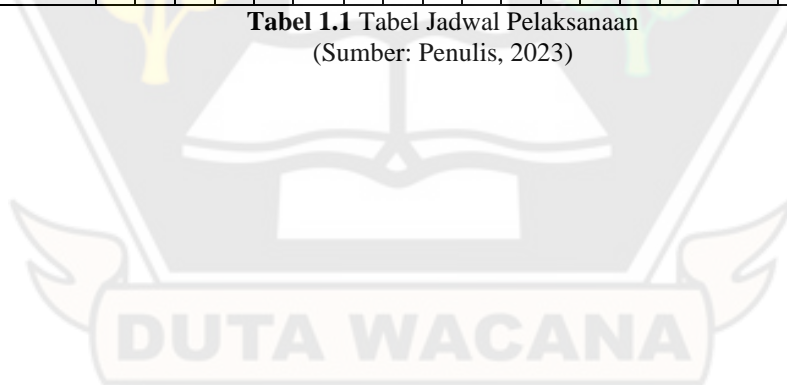 Tabel 1.1 Tabel Jadwal Pelaksanaan
(Sumber: Penulis, 2023)
DUTA WACANA